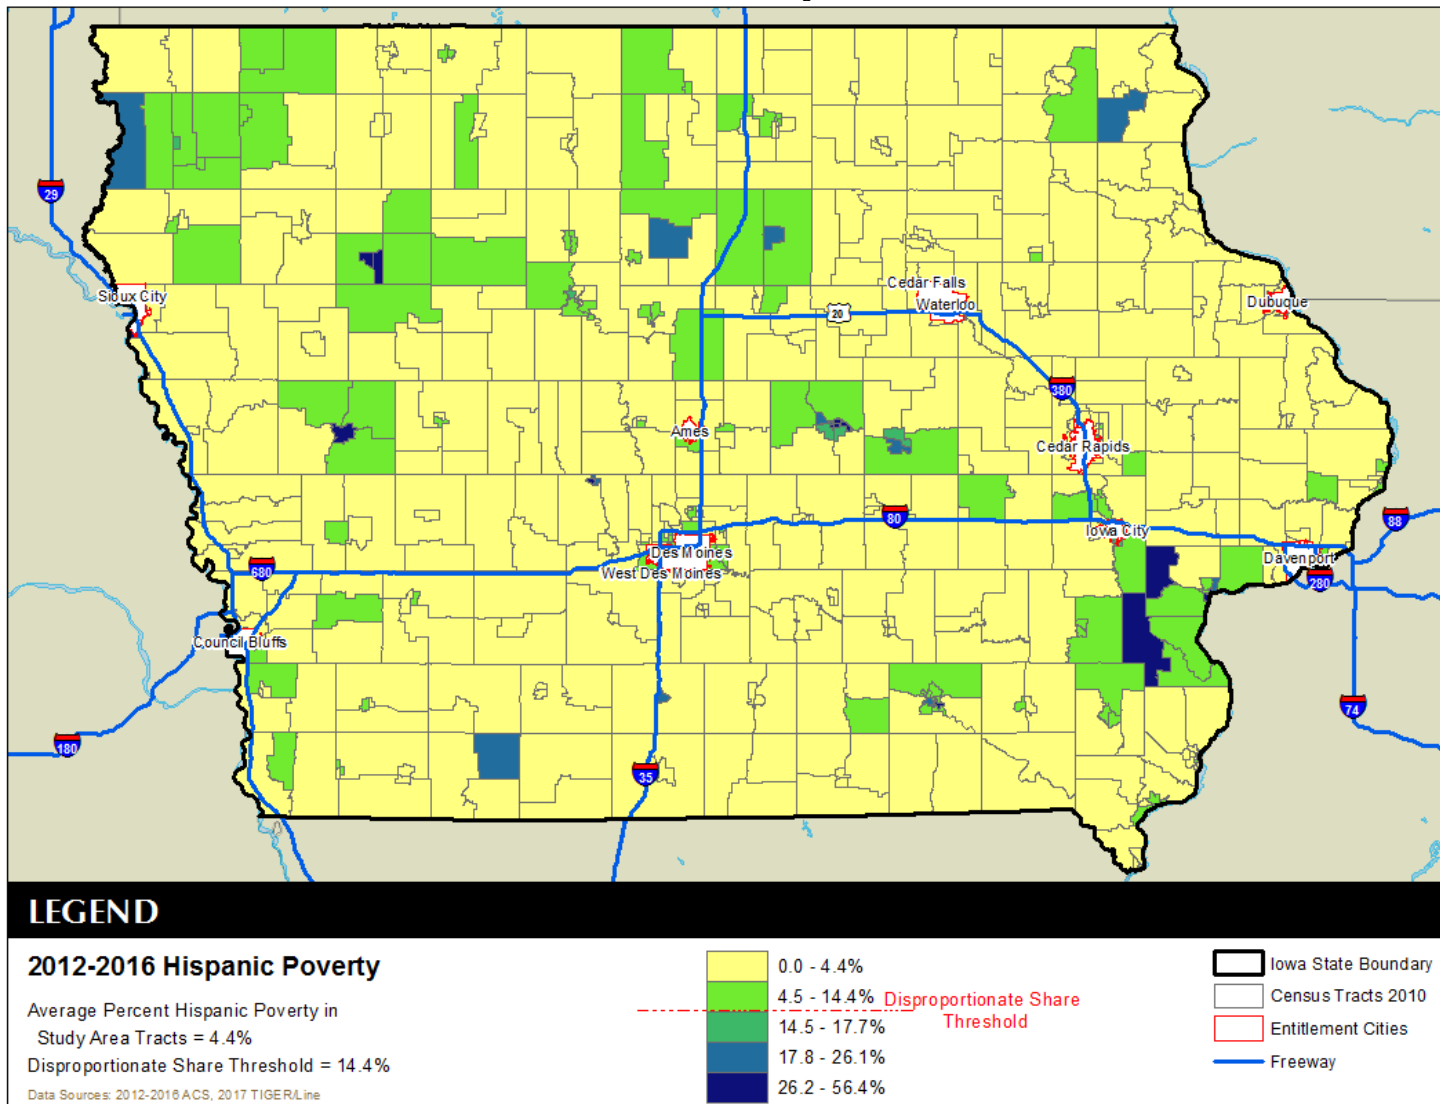 29
Sioux City
Cedar Falls
Waterloo
20
Dubuque
380
Ames
Cedar Rapids
80
88
Iowa City
Des Moines
West Des Moines
Davenport
680
280
Council Bluffs
180
35
74
LEGEND
2012-2016 Hispanic Poverty
Average Percent Hispanic Poverty in
Study Area Tracts = 4.4%
Disproportionate Share Threshold = 14.4%
Data Sources: 2012-2016 ACS, 2017 TIGER/Line
0.0 - 4.4%
4.5 - 14.4%
14.5 - 17.7%
17.8 - 26.1%
26.2 - 56.4%
Disproportionate Share
Threshold
Iowa State Boundary
Census Tracts 2010
Entitlement Cities
Freeway